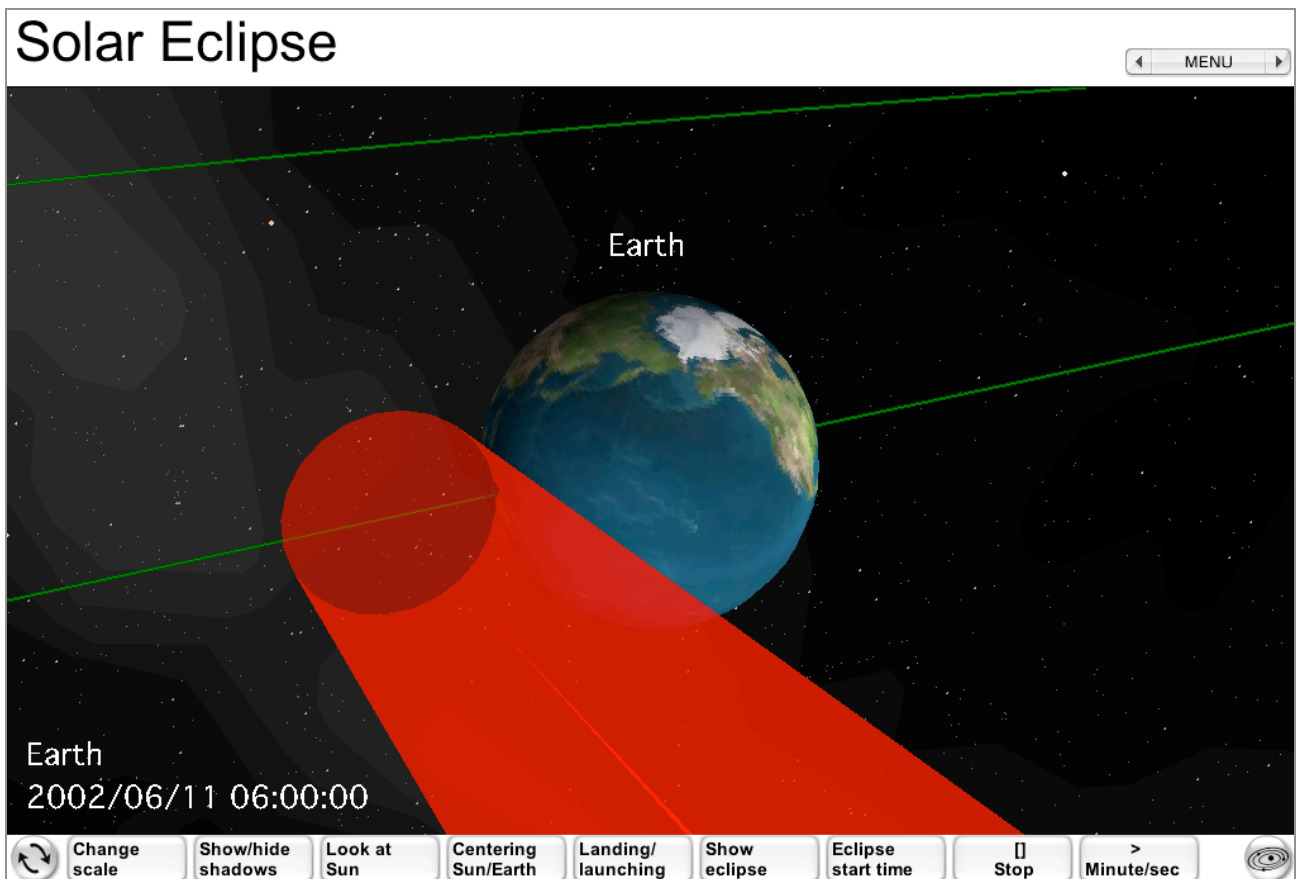 Solar Eclipse
MENU
Earth
Earth
2002/06/11 06:00:00
Change
scale
Show/hide
shadows
Look at
Sun
Centering
Sun/Earth
Landing/
launching
Show
eclipse
Eclipse
start time
[]
Stop
>
Minute/sec